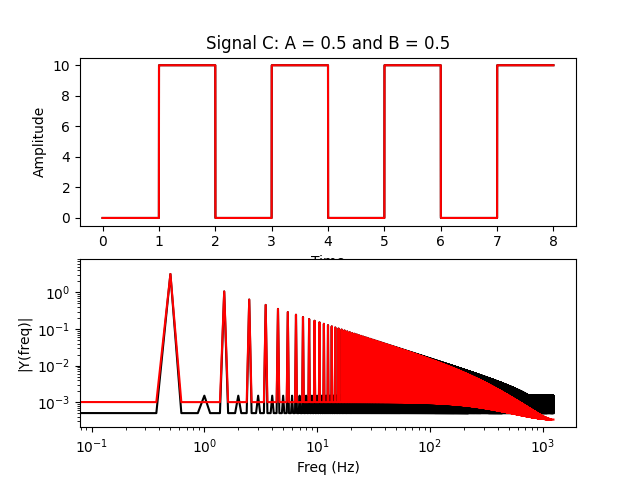 Signal C: A = 0.5 and B = 0.5
Amplitude
10
8
6
4
2
0
0 1 2 3 4 5 6 7 8
Time
|Y(freq)|
10⁰
10⁻¹
10⁻²
10⁻³
10⁻¹ 10⁰ 10¹ 10² 10³
Freq (Hz)